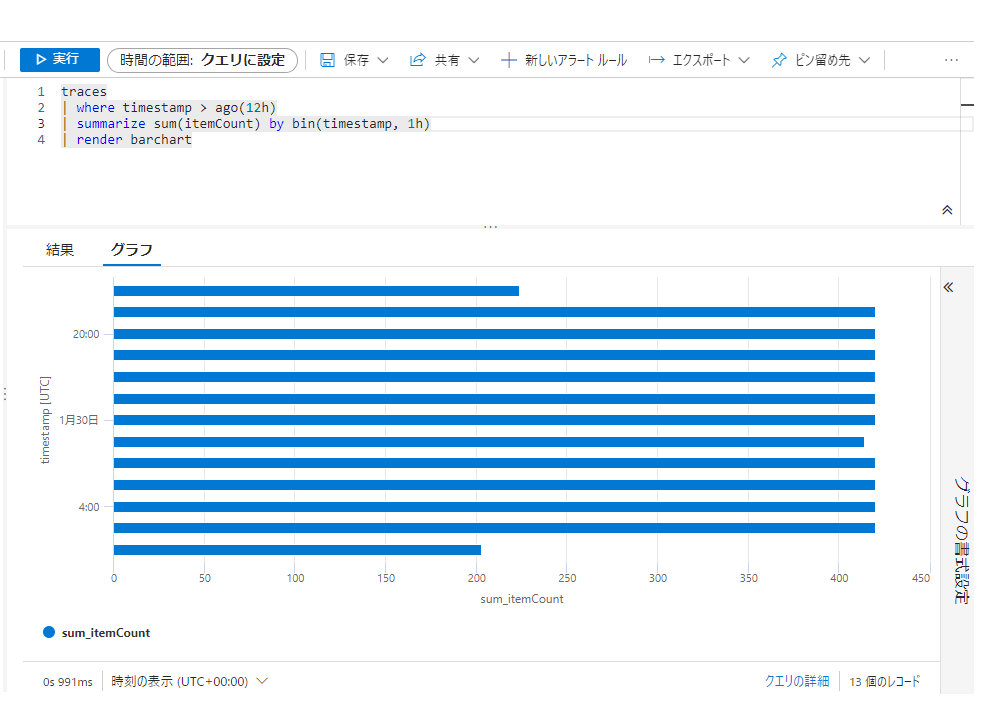 実行 時間の範囲: クエリに設定 保存 共有 新しいアラート ルール エクスポート ピン留め先 ...
1 traces
2 | where timestamp > ago(12h)
3 | summarize sum(itemCount) by bin(timestamp, 1h)
4 | render barchart
結果 グラフ
20:00
1月30日
4:00
timestamp [UTC]
0 50 100 150 200 250 300 350 400 450
sum_itemCount
sum_itemCount
グラフの書式設定
0s 991ms 時刻の表示 (UTC+00:00) クエリの詳細 13 個のレコード